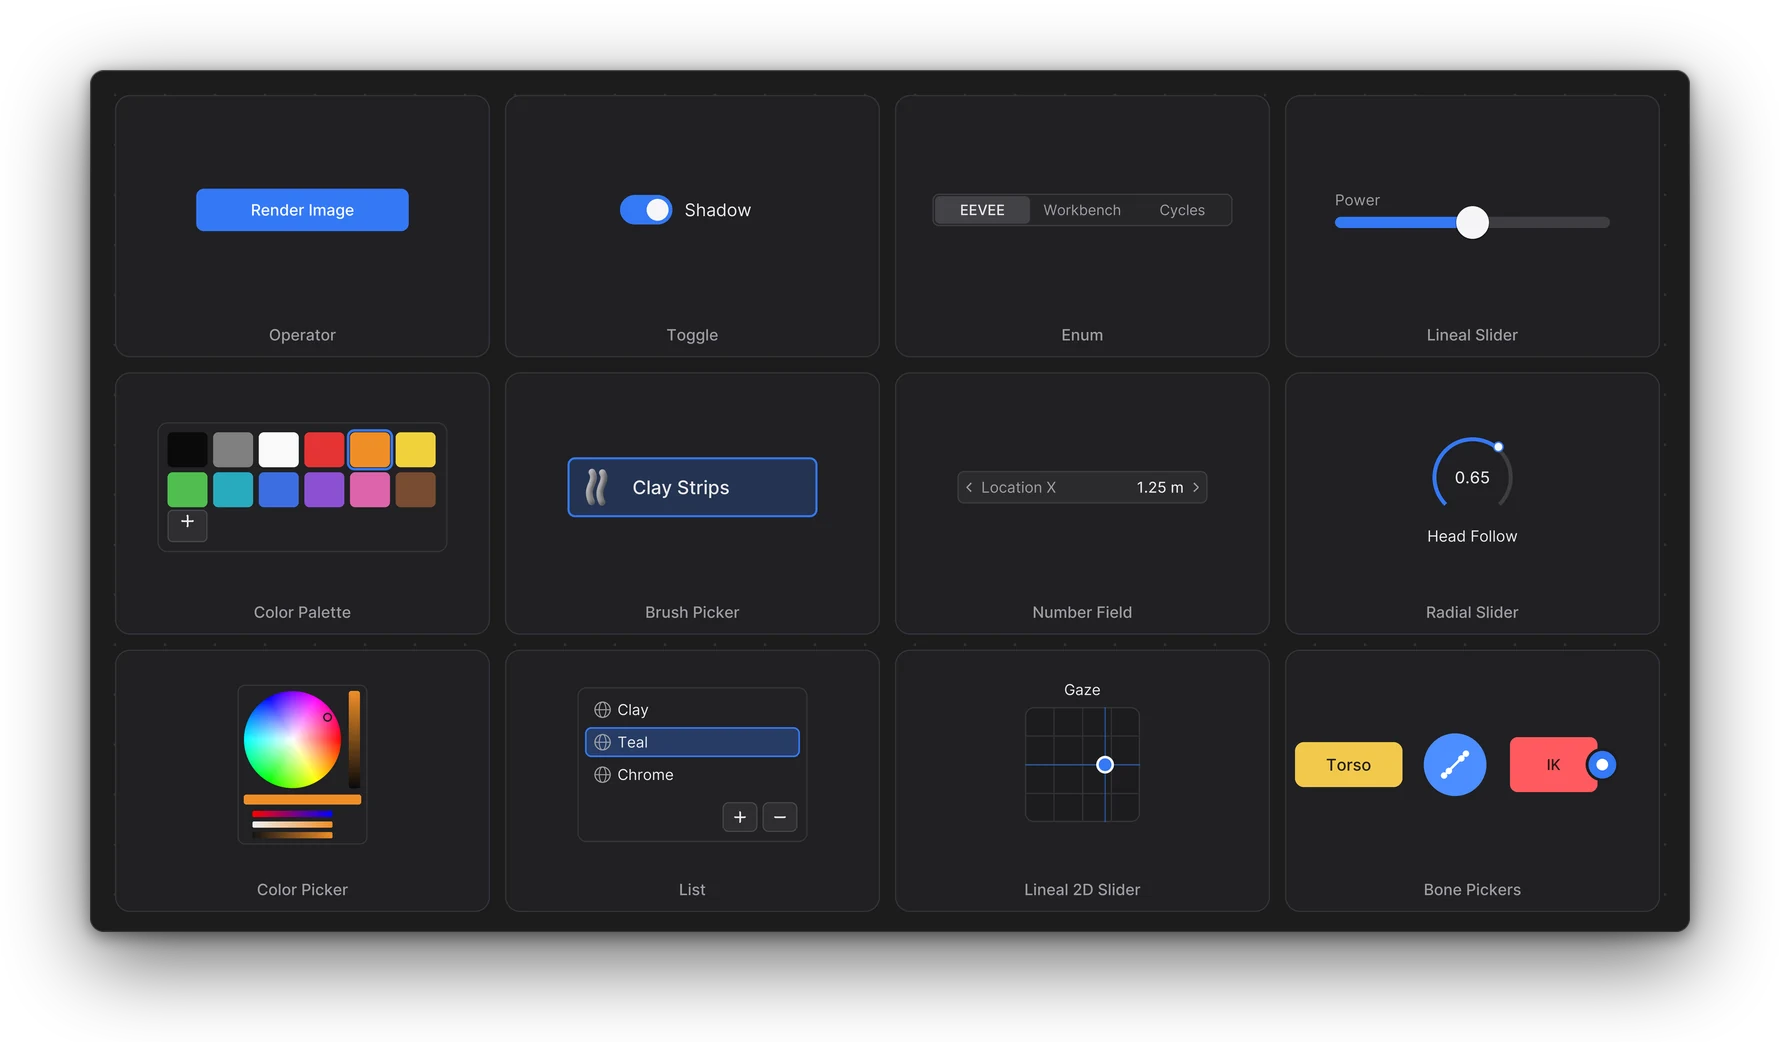 Render Image
Operator
Shadow
Toggle
EEVEE Workbench Cycles
Enum
Power
Lineal Slider
+
Color Palette
Clay Strips
Brush Picker
< Location X 1.25 m >
Number Field
0.65
Head Follow
Radial Slider
Color Picker
Clay
Teal
Chrome
+ −
List
Gaze
Lineal 2D Slider
Torso IK
Bone Pickers